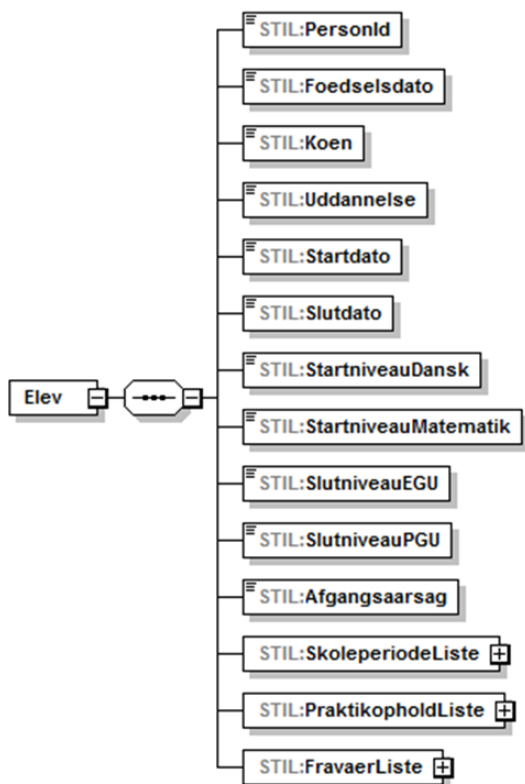 STIL:PersonId
STIL:Foedselsdato
STIL:Koen
STIL:Uddannelse
STIL:Startdato
STIL:Slutdato
STIL:StartniveauDansk
Elev
STIL:StartniveauMatematik
STIL:SlutniveauEGU
STIL:SlutniveauPGU
STIL:Afgangsaarsag
STIL:SkoleperiodeListe
STIL:PraktikopholdListe
STIL:FravaerListe